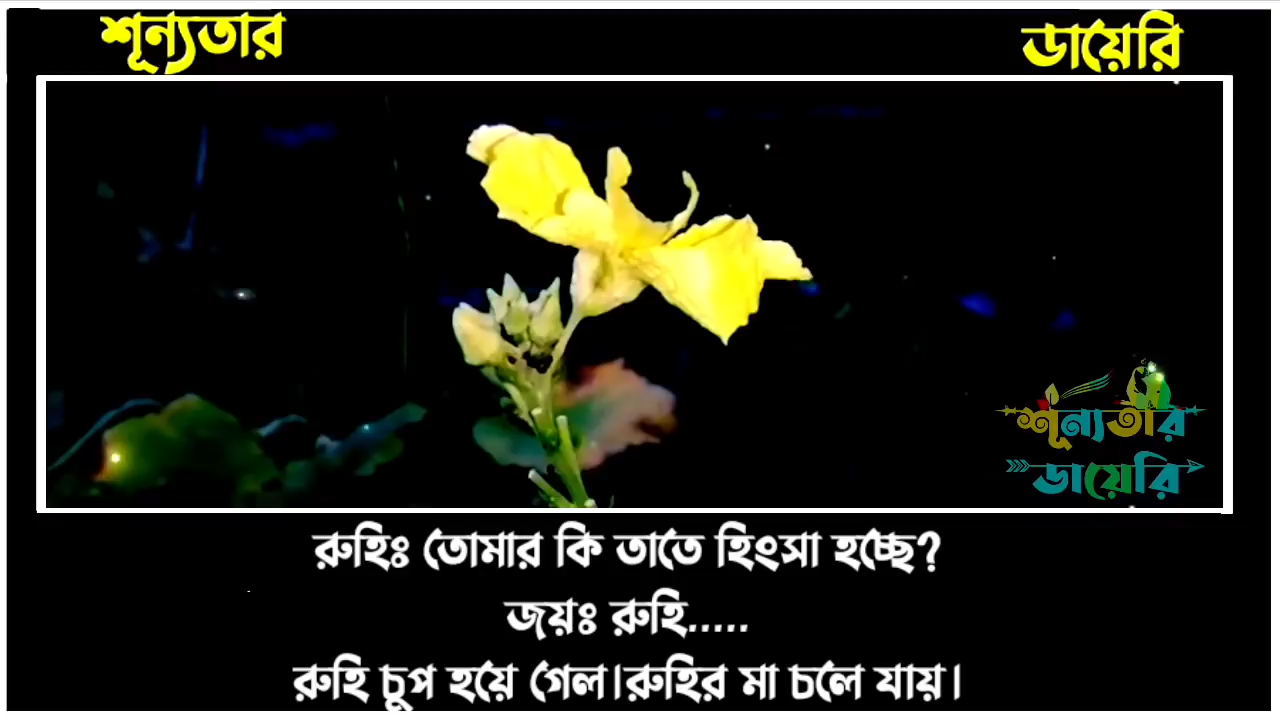 শূন্যতার ডায়েরি
শূন্যতার
ডায়েরি
রুহিঃ তোমার কি তাতে হিংসা হচ্ছে?
জয়ঃ রুহি.....
রুহি চুপ হয়ে গেল।রুহির মা চলে যায়।